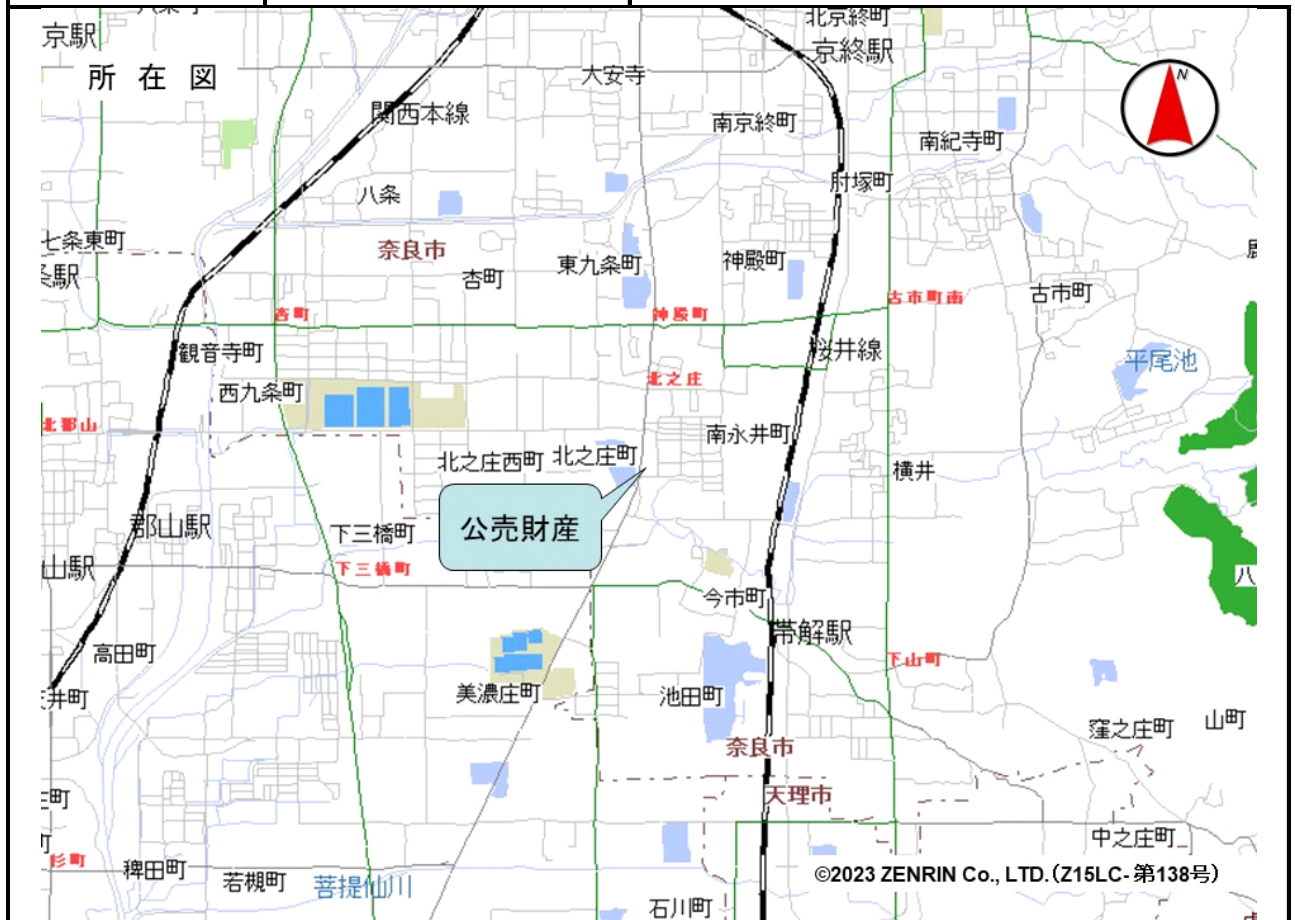 北京終町
京駅
京終駅
所在図
大安寺
関西本線
南京終町
南紀寺町
肘塚町
八条
七条東町
奈良市
条駅
杏町
東九条町
神殿町
古市町
古市町南
杏町
神殿町
観音寺町
桜井線
平尾池
西九条町
北之庄
北郡山
南永井町
北之庄西町
北之庄町
横井
公売財産
郡山駅
下三橋町
山駅
下三橋町
八
今市町
帯解駅
高田町
下山町
美濃庄町
池田町
井町
窪之庄町
山町
奈良市
天理市
町
中之庄町
杉町
稗田町
若槻町
菩提仙川
©2023 ZENRIN Co., LTD.(Z15LC-第138号)
石川町
N